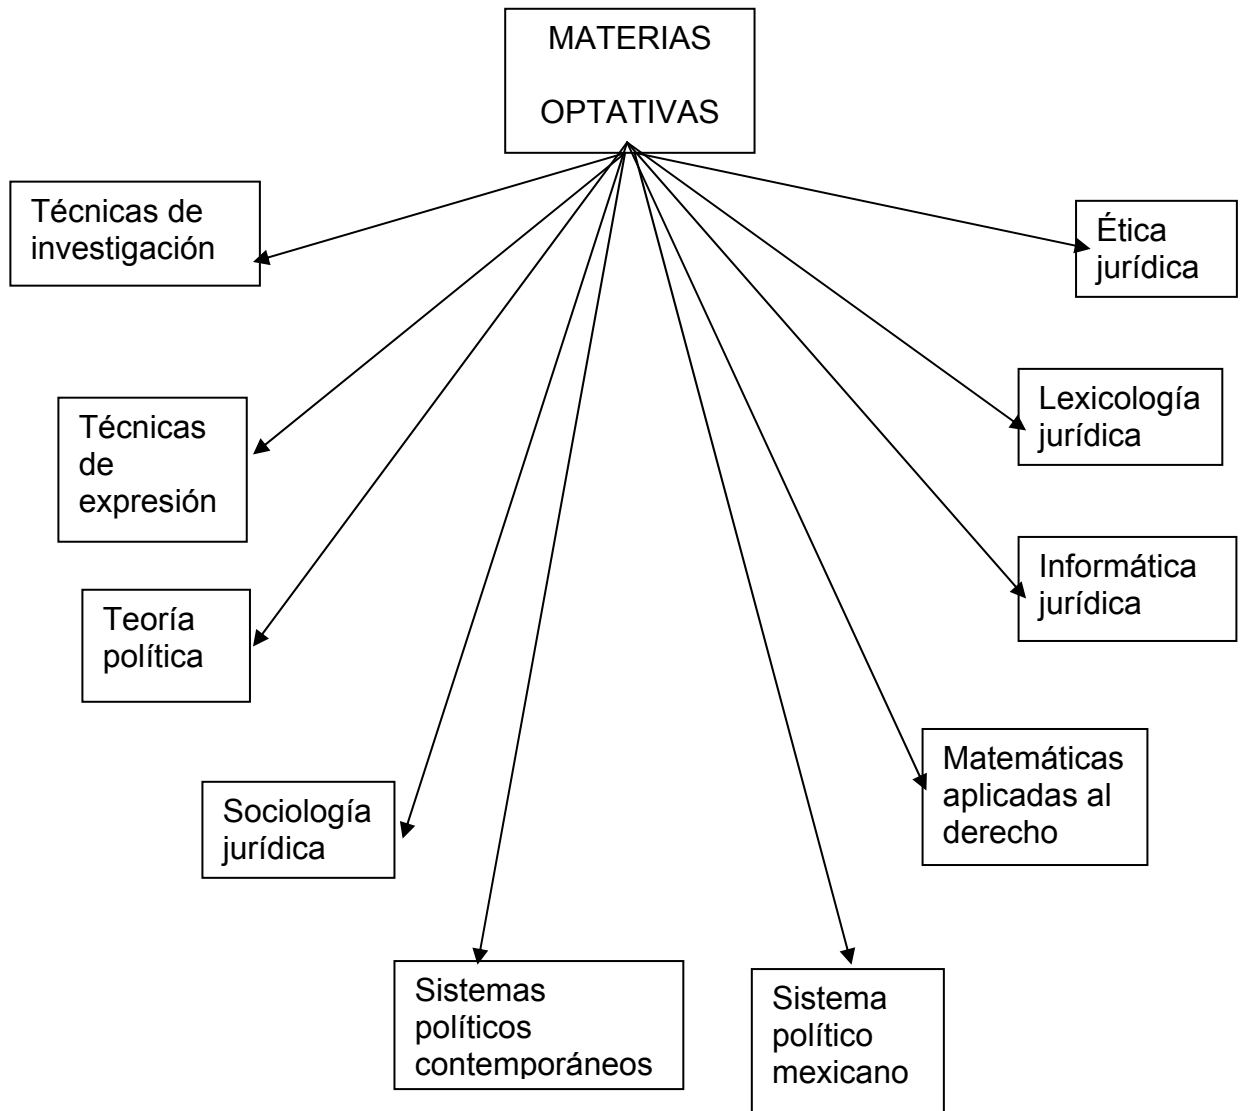 MATERIAS
OPTATIVAS
Técnicas de
investigación
Ética
jurídica
Técnicas
de
expresión
Lexicología
jurídica
Informática
jurídica
Teoría
política
Matemáticas
aplicadas al
derecho
Sociología
jurídica
Sistemas
políticos
contemporáneos
Sistema
político
mexicano